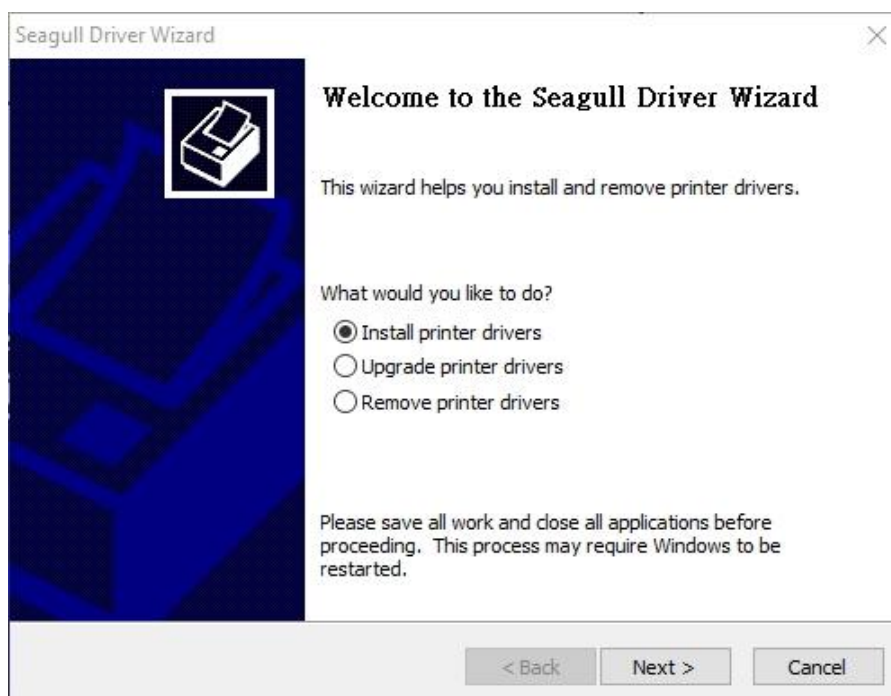 Seagull Driver Wizard
Welcome to the Seagull Driver Wizard
This wizard helps you install and remove printer drivers.
What would you like to do?
Install printer drivers
Upgrade printer drivers
Remove printer drivers
Please save all work and close all applications before
proceeding. This process may require Windows to be
restarted.
< Back
Next >
Cancel